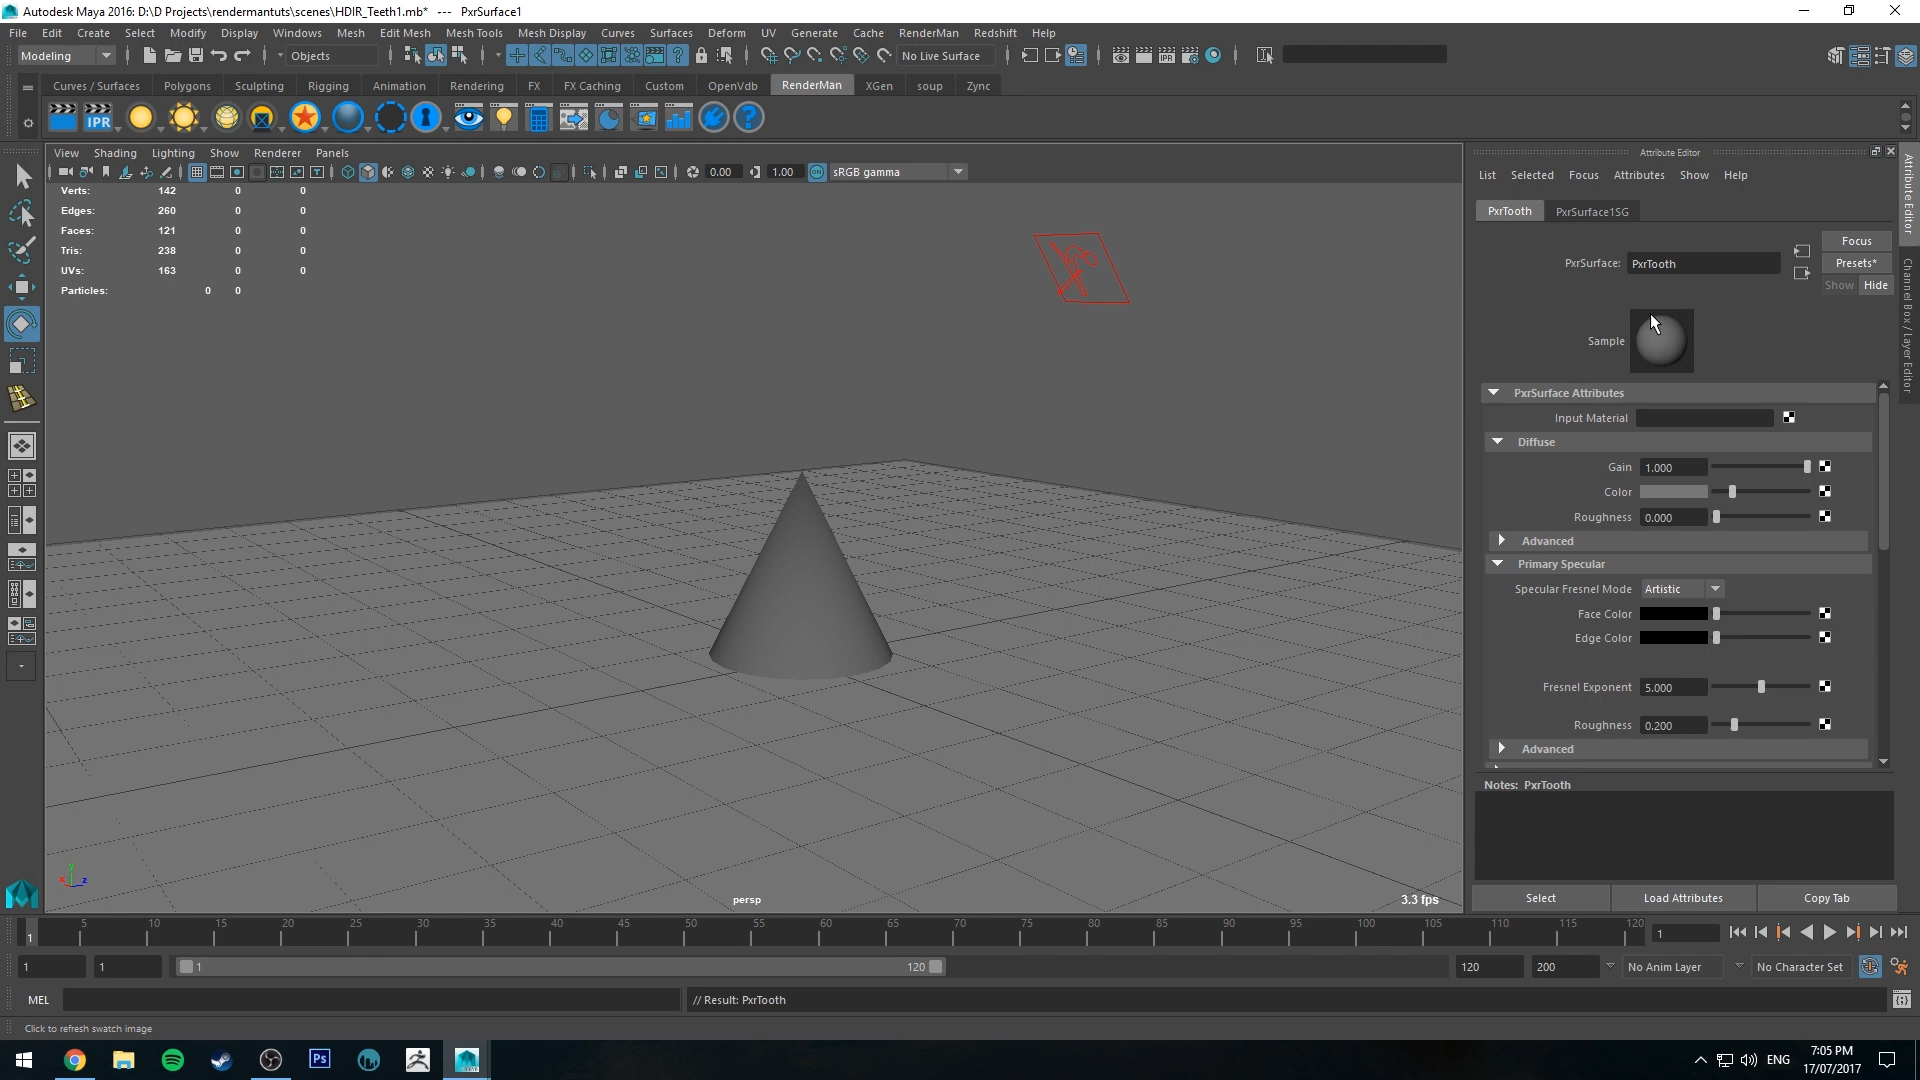 Autodesk Maya 2016: D:\D Projects\rendermantuts\scenes\HDIR_Teeth1.mb*  ---  PxrSurface1
File Edit Create Select Modify Display Windows Mesh Edit Mesh Mesh Tools Mesh Display Curves Surfaces Deform UV Generate Cache RenderMan Redshift Help
Modeling Objects No Live Surface IPR
Curves / Surfaces Polygons Sculpting Rigging Animation Rendering FX FX Caching Custom OpenVdb RenderMan XGen soup Zync
IPR
View Shading Lighting Show Renderer Panels
0.00 1.00 ON sRGB gamma
Verts: 142 0 0
Edges: 260 0 0
Faces: 121 0 0
Tris: 238 0 0
UVs: 163 0 0
Particles: 0 0
y
x z
persp
3.3 fps
Attribute Editor
List Selected Focus Attributes Show Help
PxrTooth PxrSurface1SG
Focus
PxrSurface: PxrTooth Presets*
Show Hide
Sample
PxrSurface Attributes
Input Material
Diffuse
Gain 1.000
Color
Roughness 0.000
Advanced
Primary Specular
Specular Fresnel Mode Artistic
Face Color
Edge Color
Fresnel Exponent 5.000
Roughness 0.200
Advanced
Notes: PxrTooth
Select Load Attributes Copy Tab
Attribute Editor
Channel Box / Layer Editor
1 5 10 15 20 25 30 35 40 45 50 55 60 65 70 75 80 85 90 95 100 105 110 115 120 1
1 1 1 120 120 200 No Anim Layer No Character Set
MEL // Result: PxrTooth
Click to refresh swatch image
Ps
ENG
7:05 PM
17/07/2017